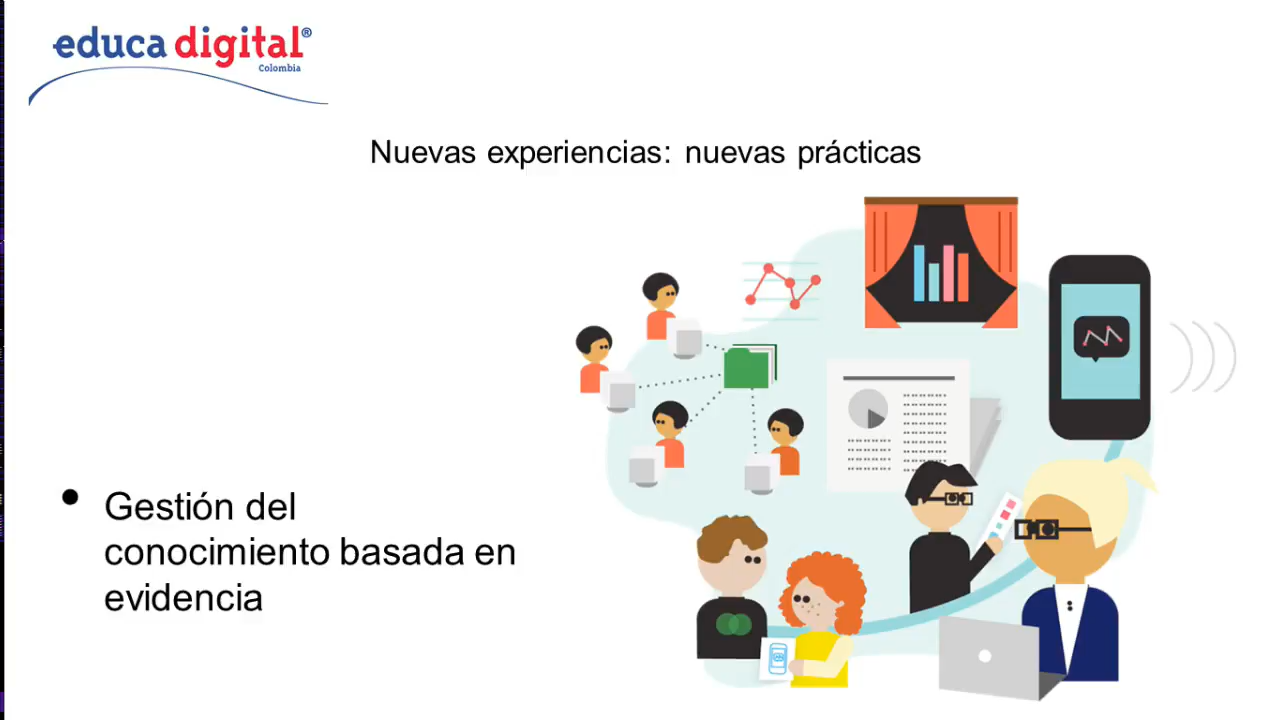 educa digital®
Colombia
Nuevas experiencias: nuevas prácticas
• Gestión del
conocimiento basada en
evidencia